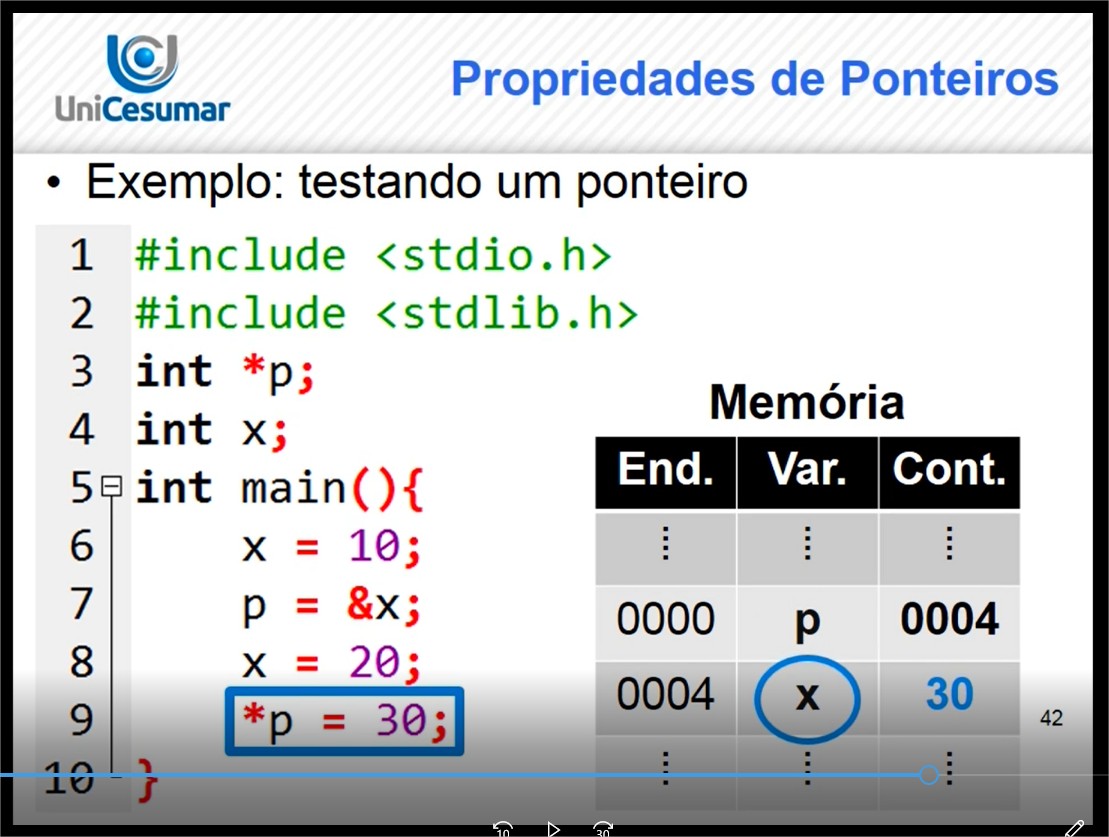 UniCesumar
Propriedades de Ponteiros
• Exemplo: testando um ponteiro
1 #include <stdio.h>
2 #include <stdlib.h>
3 int *p;
4 int x;
5 int main(){
6 x = 10;
7 p = &x;
8 x = 20;
9 *p = 30;
10 }
Memória
End. Var. Cont.
⋮ ⋮ ⋮
0000 p 0004
0004 x 30
⋮ ⋮ ⋮
42
10 30